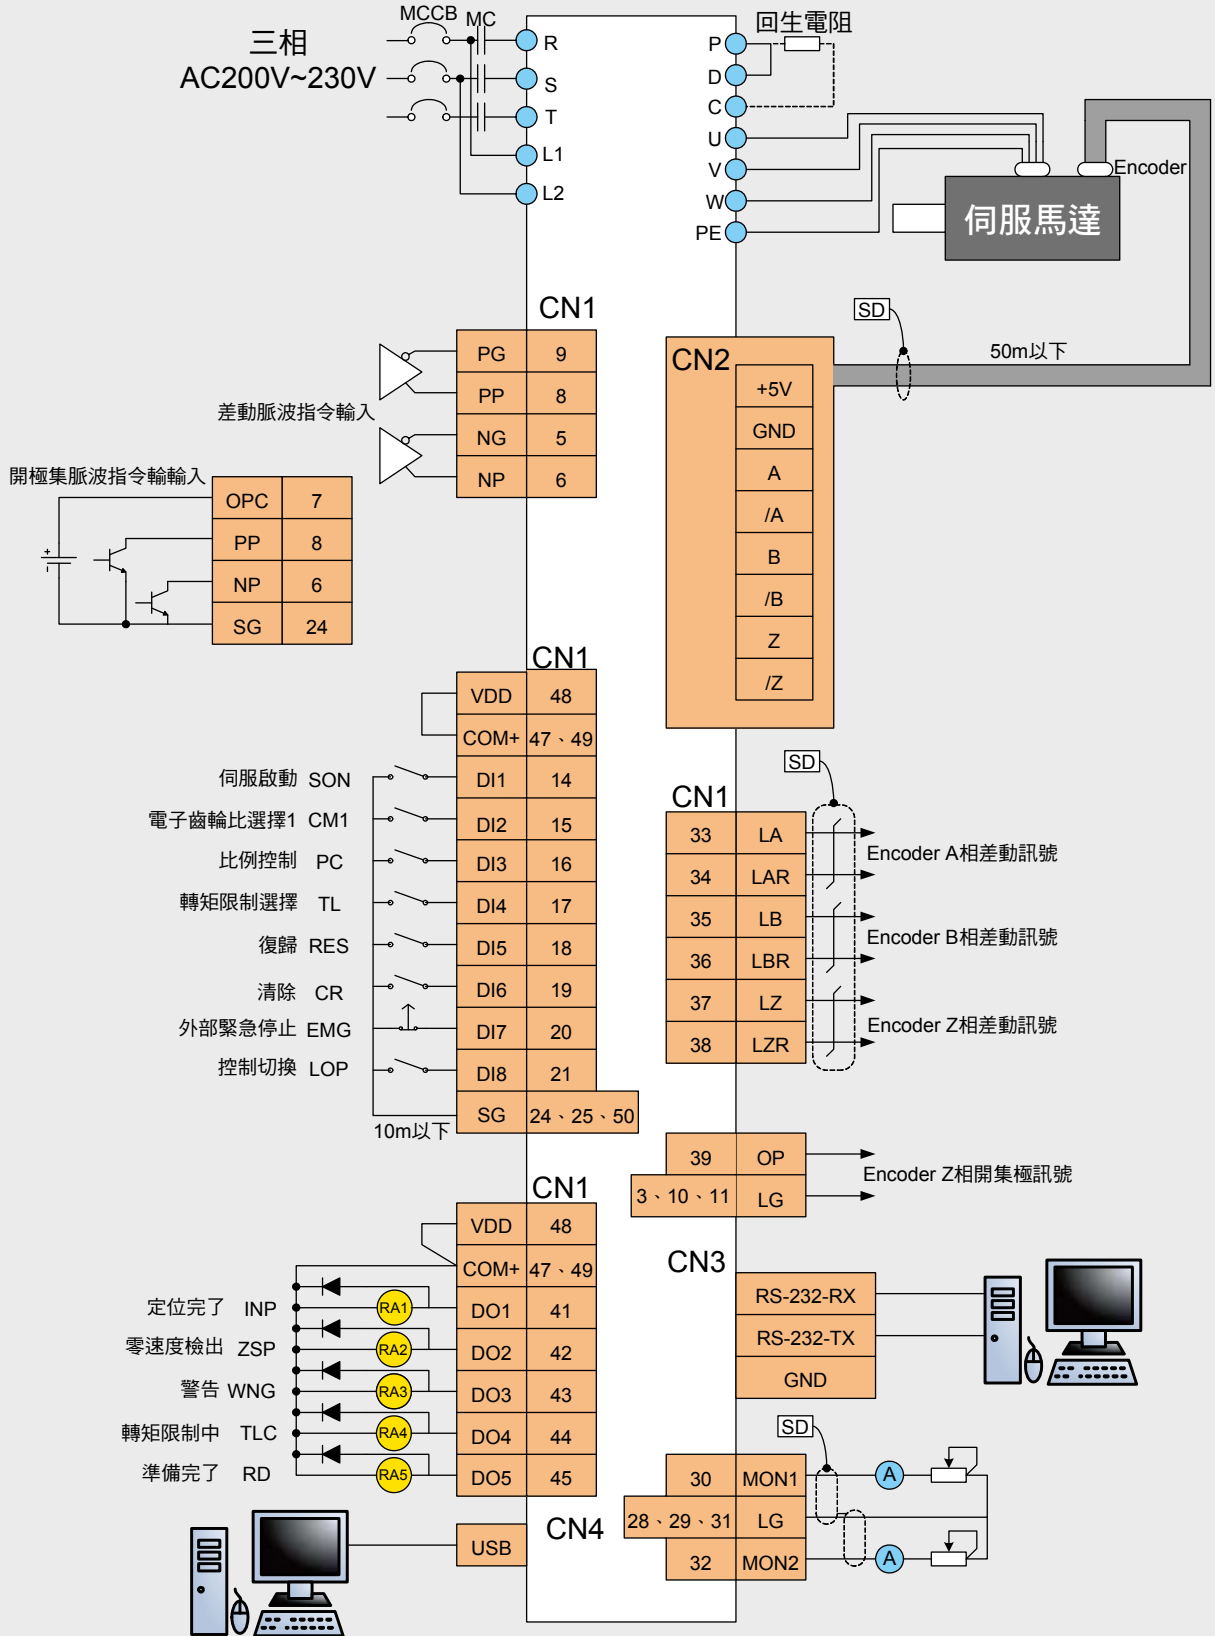 MCCB MC
三相
AC200V~230V
R
S
T
L1
L2
回生電阻
P
D
C
U
V
W
PE
Encoder
伺服馬達
SD
50m以下
CN1
PG 9
PP 8
NG 5
NP 6
差動脈波指令輸入
開極集脈波指令輸輸入
OPC 7
PP 8
NP 6
SG 24
+
-
CN2
+5V
GND
A
/A
B
/B
Z
/Z
CN1
VDD 48
COM+ 47、49
伺服啟動 SON DI1 14
電子齒輪比選擇1 CM1 DI2 15
比例控制 PC DI3 16
轉矩限制選擇 TL DI4 17
復歸 RES DI5 18
清除 CR DI6 19
外部緊急停止 EMG DI7 20
控制切換 LOP DI8 21
SG 24、25、50
10m以下
SD
CN1
33 LA
34 LAR
Encoder A相差動訊號
35 LB
36 LBR
Encoder B相差動訊號
37 LZ
38 LZR
Encoder Z相差動訊號
39 OP
3、10、11 LG
Encoder Z相開集極訊號
CN1
VDD 48
COM+ 47、49
定位完了 INP RA1 DO1 41
零速度檢出 ZSP RA2 DO2 42
警告 WNG RA3 DO3 43
轉矩限制中 TLC RA4 DO4 44
準備完了 RD RA5 DO5 45
CN3
RS-232-RX
RS-232-TX
GND
SD
30 MON1 A
28、29、31 LG
32 MON2 A
USB CN4